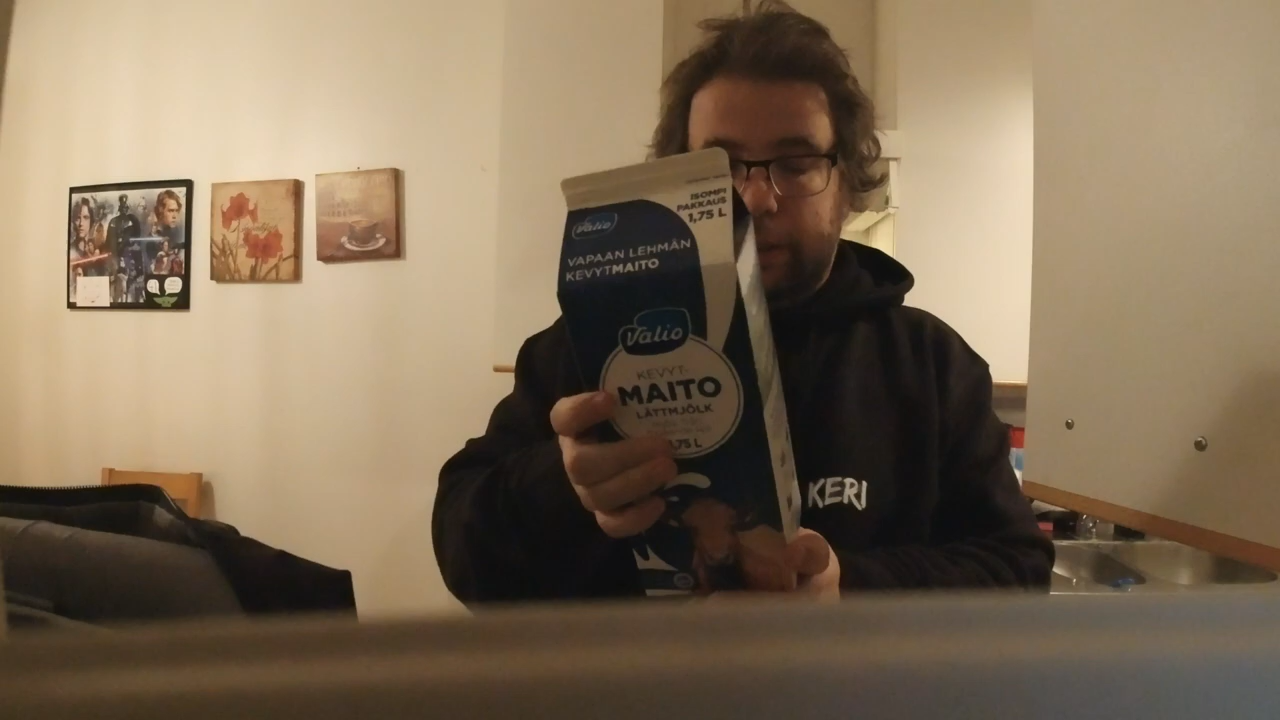 ISOMPI
PAKKAUS
1,75 L
Valio
VAPAAN LEHMÄN
KEVYTMAITO
Valio
KEVYT-
MAITO
LÄTTMJÖLK
1,75 L
KERI